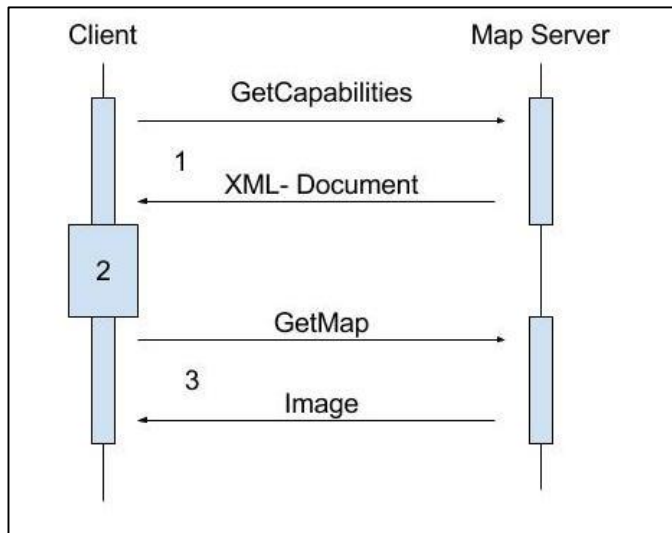 Client
Map Server
GetCapabilities
1
XML- Document
2
GetMap
3
Image